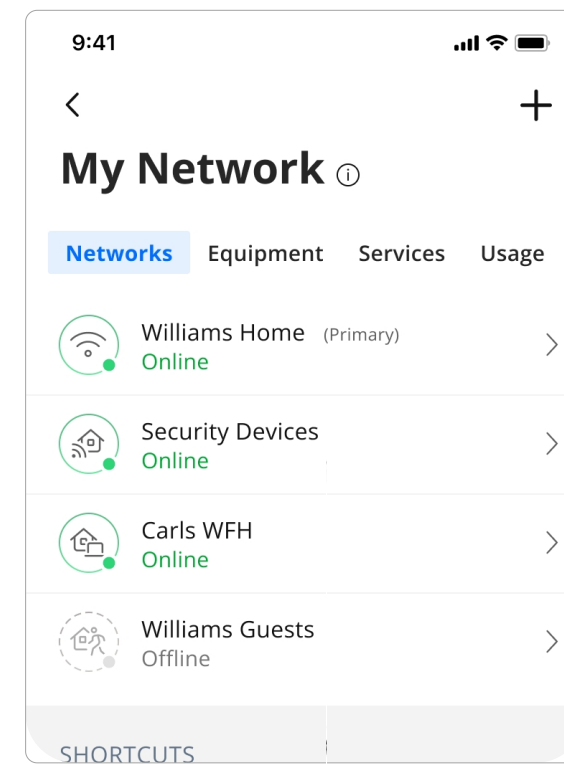 9:41
My Network
Networks Equipment Services Usage
Williams Home (Primary)
Online
Security Devices
Online
Carls WFH
Online
Williams Guests
Offline
SHORTCUTS